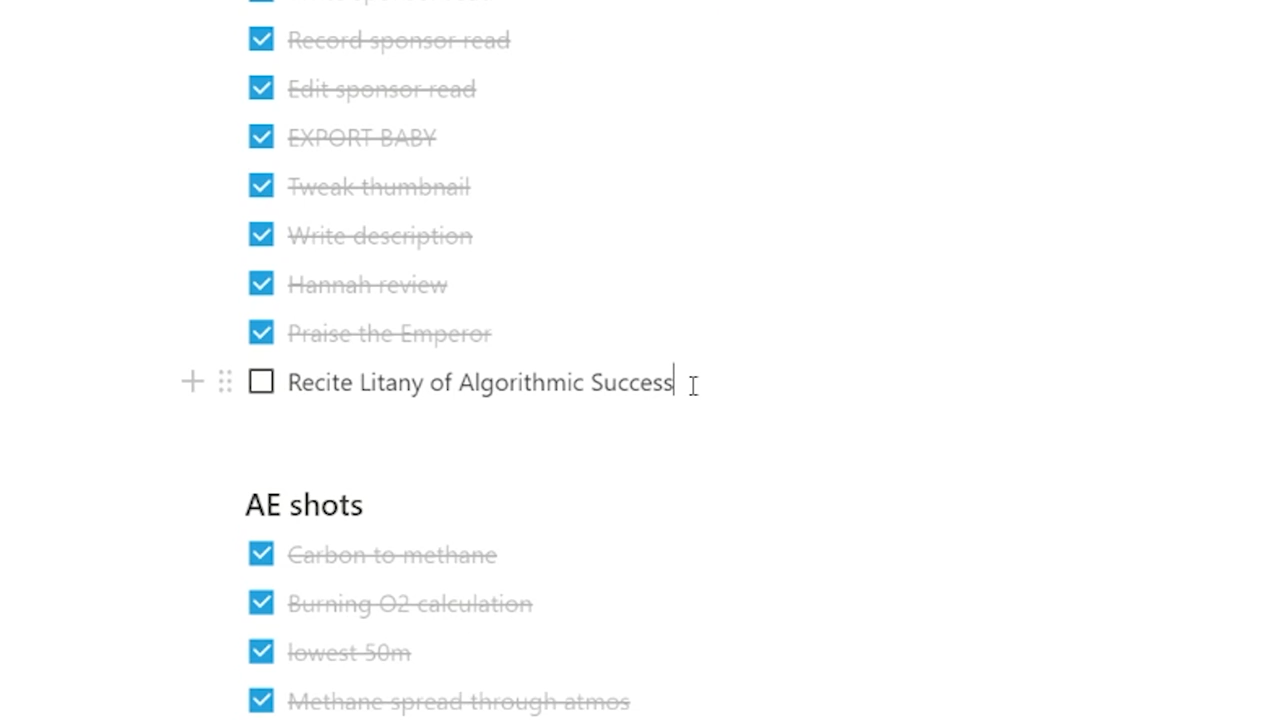 Record sponsor read
Edit sponsor read
EXPORT BABY
Tweak thumbnail
Write description
Hannah review
Praise the Emperor
Recite Litany of Algorithmic Success
AE shots
Carbon to methane
Burning O2 calculation
lowest 50m
Methane spread through atmos